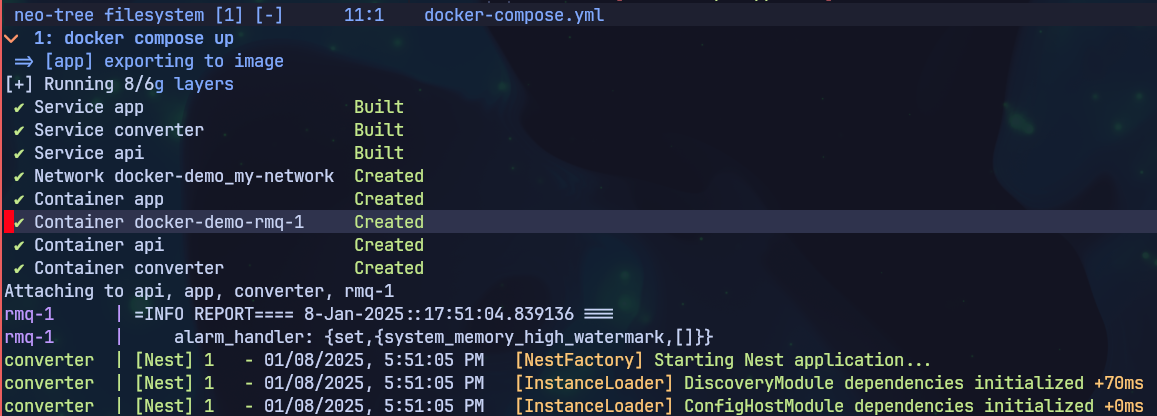 neo-tree filesystem [1] [-] 11:1 docker-compose.yml
1: docker compose up
=> [app] exporting to image
[+] Running 8/6g layers
✔ Service app Built
✔ Service converter Built
✔ Service api Built
✔ Network docker-demo_my-network Created
✔ Container app Created
✔ Container docker-demo-rmq-1 Created
✔ Container api Created
✔ Container converter Created
Attaching to api, app, converter, rmq-1
rmq-1 | =INFO REPORT==== 8-Jan-2025::17:51:04.839136 ===
rmq-1 | alarm_handler: {set,{system_memory_high_watermark,[]}}
converter | [Nest] 1 - 01/08/2025, 5:51:05 PM [NestFactory] Starting Nest application...
converter | [Nest] 1 - 01/08/2025, 5:51:05 PM [InstanceLoader] DiscoveryModule dependencies initialized +70ms
converter | [Nest] 1 - 01/08/2025, 5:51:05 PM [InstanceLoader] ConfigHostModule dependencies initialized +0ms